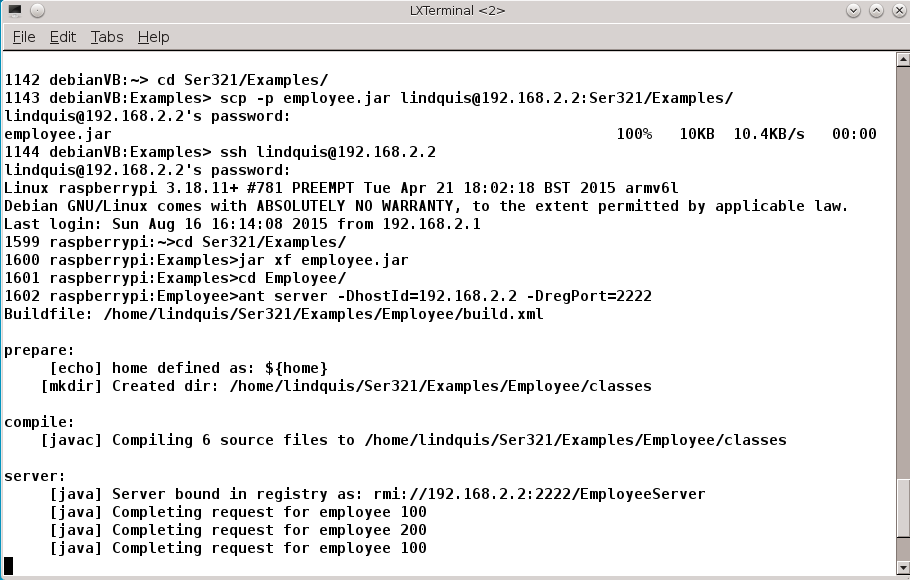 LXTerminal <2>
File Edit Tabs Help
1142 debianVB:~> cd Ser321/Examples/
1143 debianVB:Examples> scp -p employee.jar lindquis@192.168.2.2:Ser321/Examples/
lindquis@192.168.2.2's password:
employee.jar 100% 10KB 10.4KB/s 00:00
1144 debianVB:Examples> ssh lindquis@192.168.2.2
lindquis@192.168.2.2's password:
Linux raspberrypi 3.18.11+ #781 PREEMPT Tue Apr 21 18:02:18 BST 2015 armv6l
Debian GNU/Linux comes with ABSOLUTELY NO WARRANTY, to the extent permitted by applicable law.
Last login: Sun Aug 16 16:14:08 2015 from 192.168.2.1
1599 raspberrypi:~>cd Ser321/Examples/
1600 raspberrypi:Examples>jar xf employee.jar
1601 raspberrypi:Examples>cd Employee/
1602 raspberrypi:Employee>ant server -DhostId=192.168.2.2 -DregPort=2222
Buildfile: /home/lindquis/Ser321/Examples/Employee/build.xml
prepare:
[echo] home defined as: ${home}
[mkdir] Created dir: /home/lindquis/Ser321/Examples/Employee/classes
compile:
[javac] Compiling 6 source files to /home/lindquis/Ser321/Examples/Employee/classes
server:
[java] Server bound in registry as: rmi://192.168.2.2:2222/EmployeeServer
[java] Completing request for employee 100
[java] Completing request for employee 200
[java] Completing request for employee 100